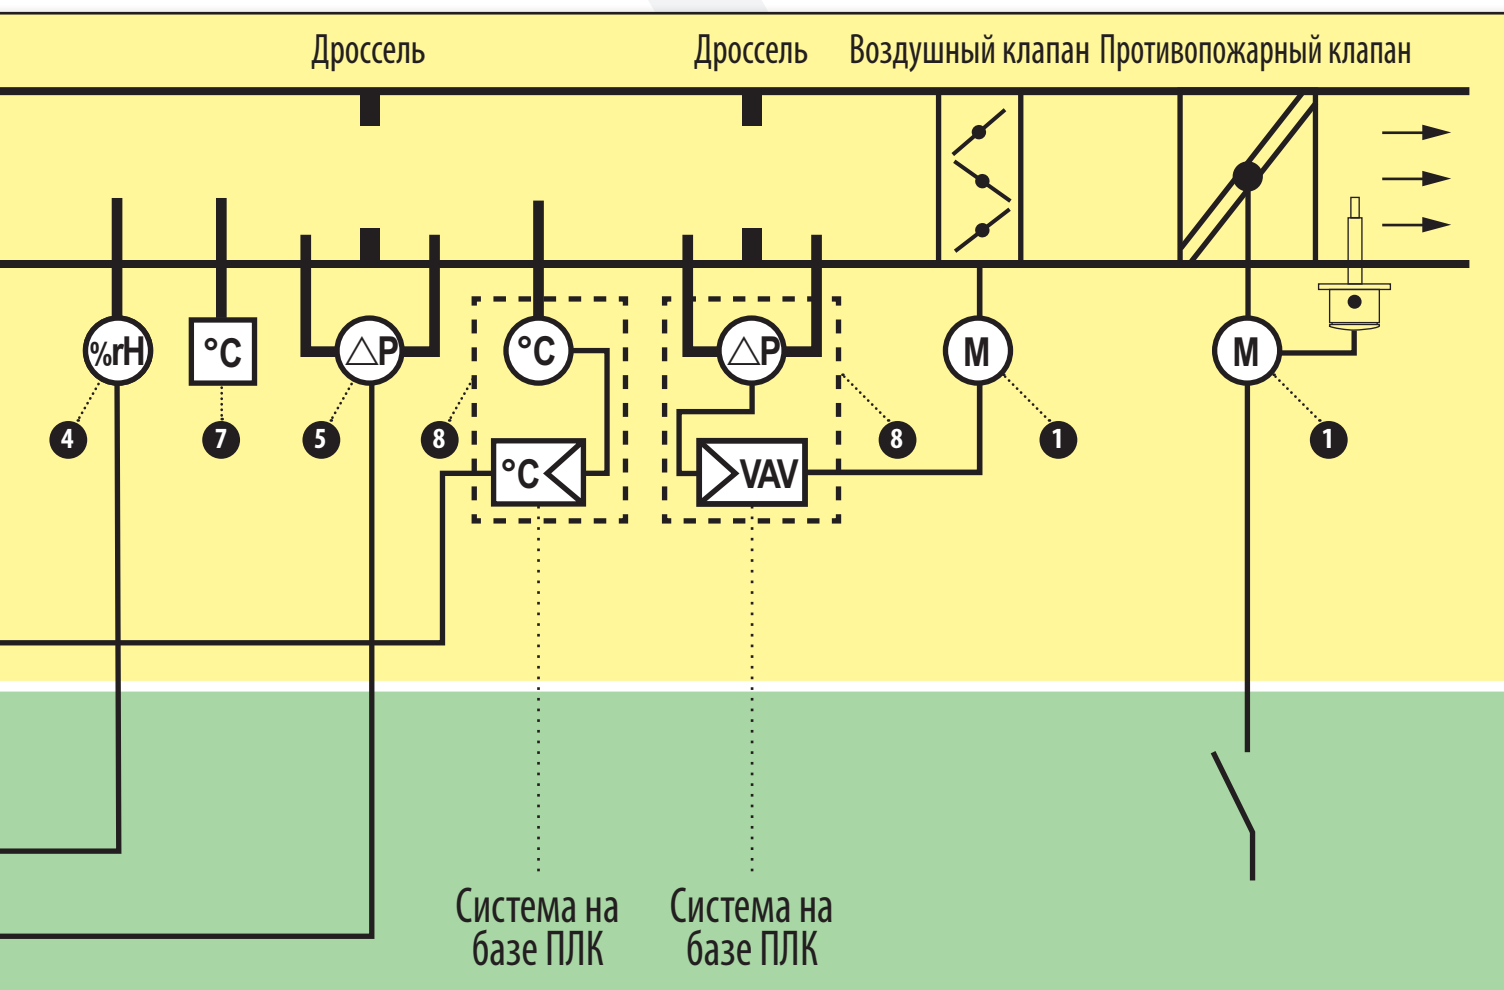 Дроссель
Дроссель
Воздушный клапан
Противопожарный клапан
%rH
°C
△P
°C
△P
M
M
4
7
5
8
8
1
1
°C
VAV
Система на
базе ПЛК
Система на
базе ПЛК